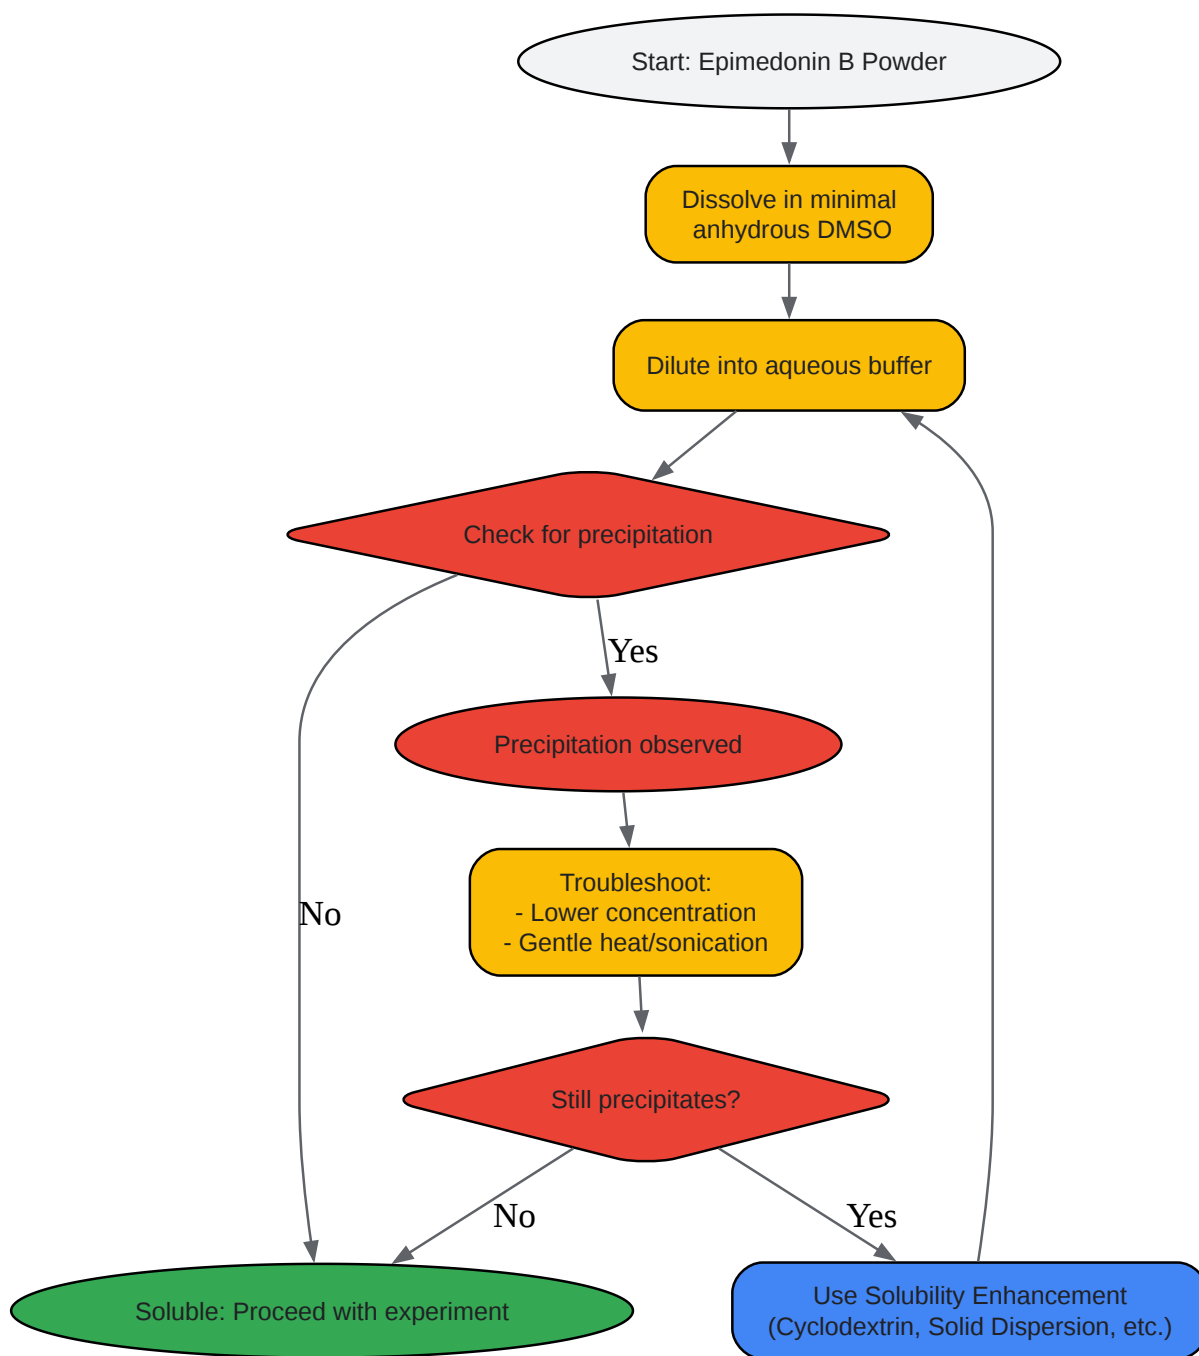 Start: Epimedonin B Powder
Dissolve in minimal
anhydrous DMSO
Dilute into aqueous buffer
Check for precipitation
Yes
Precipitation observed
Troubleshoot:
- Lower concentration
- Gentle heat/sonication
No
Still precipitates?
No
Yes
Soluble: Proceed with experiment
Use Solubility Enhancement
(Cyclodextrin, Solid Dispersion, etc.)